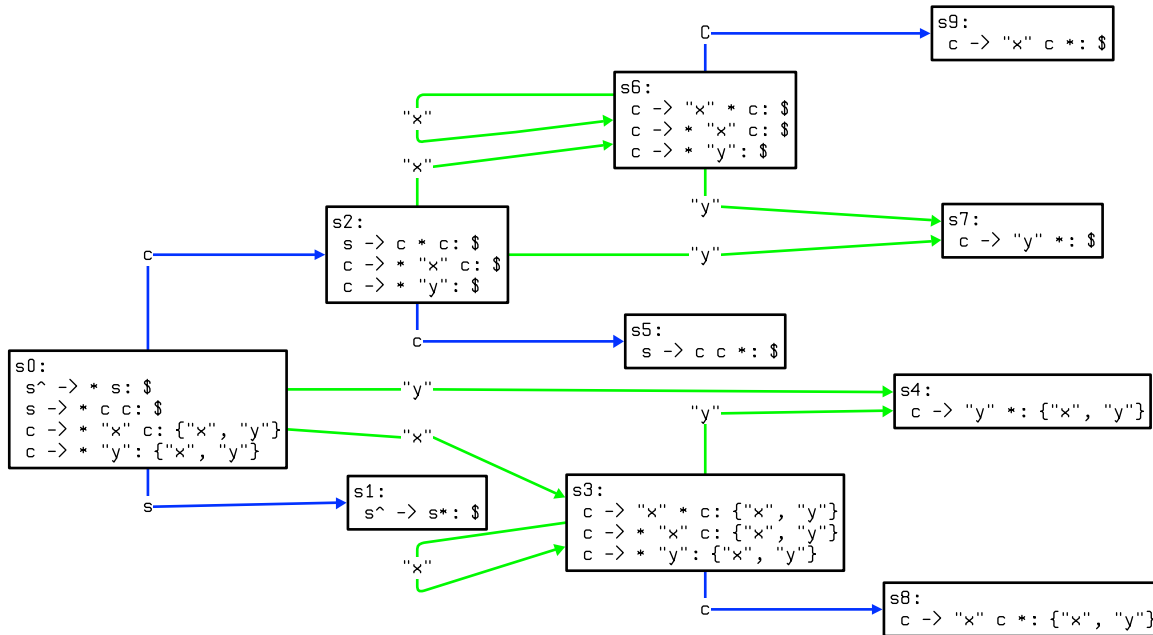 C
s9:
c -> "x" c *: $
s6:
c -> "x" * c: $
c -> * "x" c: $
c -> * "y": $
"x"
"x"
"y"
s7:
c -> "y" *: $
s2:
s -> c * c: $
c -> * "x" c: $
c -> * "y": $
c
"y"
c
s5:
s -> c c *: $
s0:
s^ -> * s: $
s -> * c c: $
c -> * "x" c: {"x", "y"}
c -> * "y": {"x", "y"}
"y"
s4:
c -> "y" *: {"x", "y"}
"y"
"x"
s
s1:
s^ -> s*: $
s3:
c -> "x" * c: {"x", "y"}
c -> * "x" c: {"x", "y"}
c -> * "y": {"x", "y"}
"x"
c
s8:
c -> "x" c *: {"x", "y"}